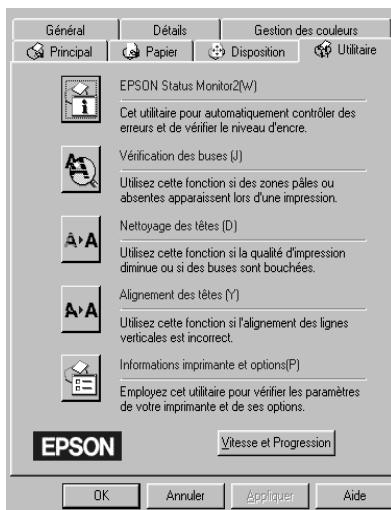 Général Détails Gestion des couleurs
Principal Papier Disposition Utilitaire
EPSON Status Monitor2(W)
Cet utilitaire pour automatiquement contrôler des
erreurs et de vérifier le niveau d'encre.
Vérification des buses (J)
Utilisez cette fonction si des zones pâles ou
absentes apparaissent lors d'une impression.
Nettoyage des têtes (D)
Utilisez cette fonction si la qualité d'impression
diminue ou si des buses sont bouchées.
Alignement des têtes (Y)
Utilisez cette fonction si l'alignement des lignes
verticales est incorrect.
Informations imprimante et options(P)
Employez cet utilitaire pour vérifier les paramètres
de votre imprimante et de ses options.
EPSON Vitesse et Progression
OK Annuler Appliquer Aide